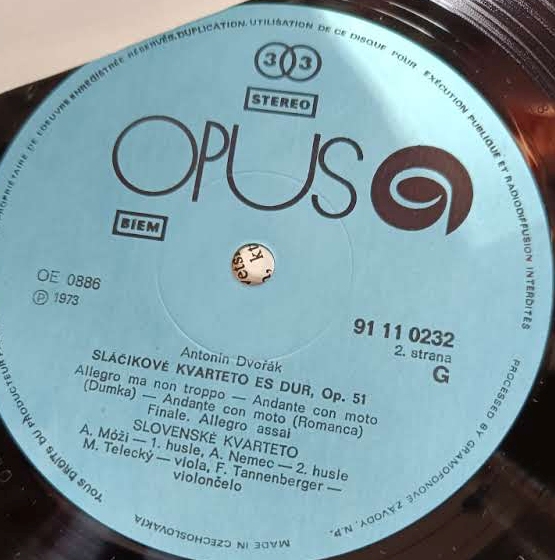 TOUS DROITS DU PRODUCTEUR
PROPRIÉTAIRE DE L'OEUVRE ENREGISTRÉE RÉSERVÉS. DUPLICATION. UTILISATION DE CE DISQUE POUR EXÉCUTION PUBLIQUE ET RADIODIFFUSION INTERDITES
33
STEREO
OPUS
BIEM
OE 0886
Ⓟ 1973
91 11 0232
2. strana
G
Antonín Dvořák
SLÁČIKOVÉ KVARTETO ES DUR, Op. 51
Allegro ma non troppo — Andante con moto
(Dumka) — Andante con moto (Romanca)
Finale. Allegro assai
SLOVENSKÉ KVARTETO
A. Móži — 1. husle, A. Nemec — 2. husle
M. Telecký — viola, F. Tannenberger —
violončelo
PROCESSED BY GRAMOFONOVÉ ZÁVODY, N.P.
MADE IN CZECHOSLOVAKIA